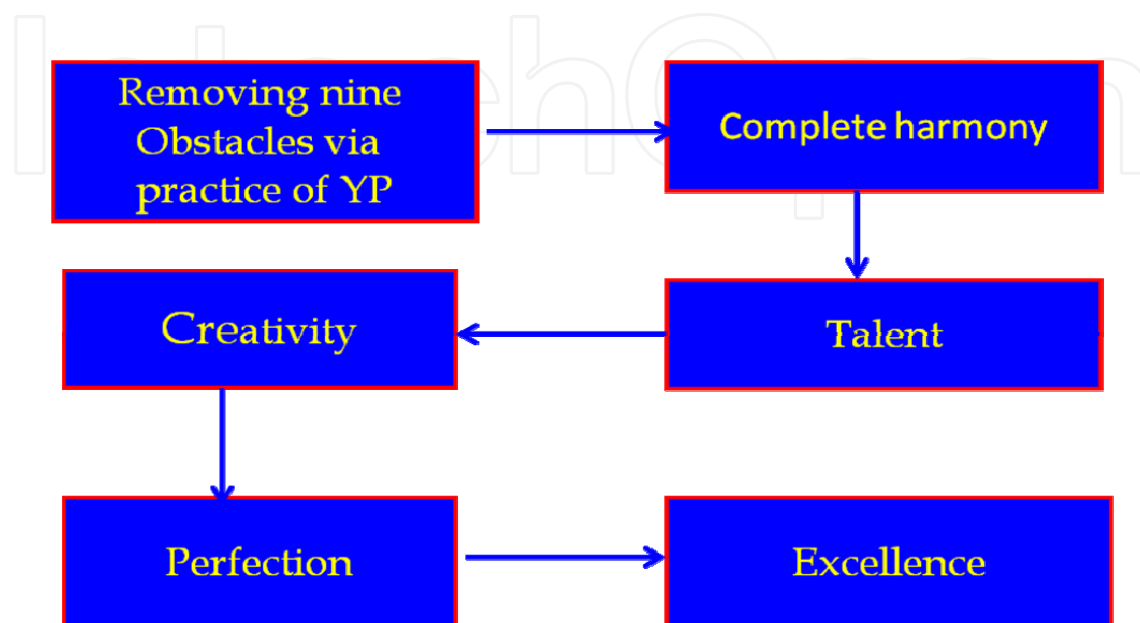 Removing nine
Obstacles via
practice of YP
Complete harmony
Talent
Creativity
Perfection
Excellence